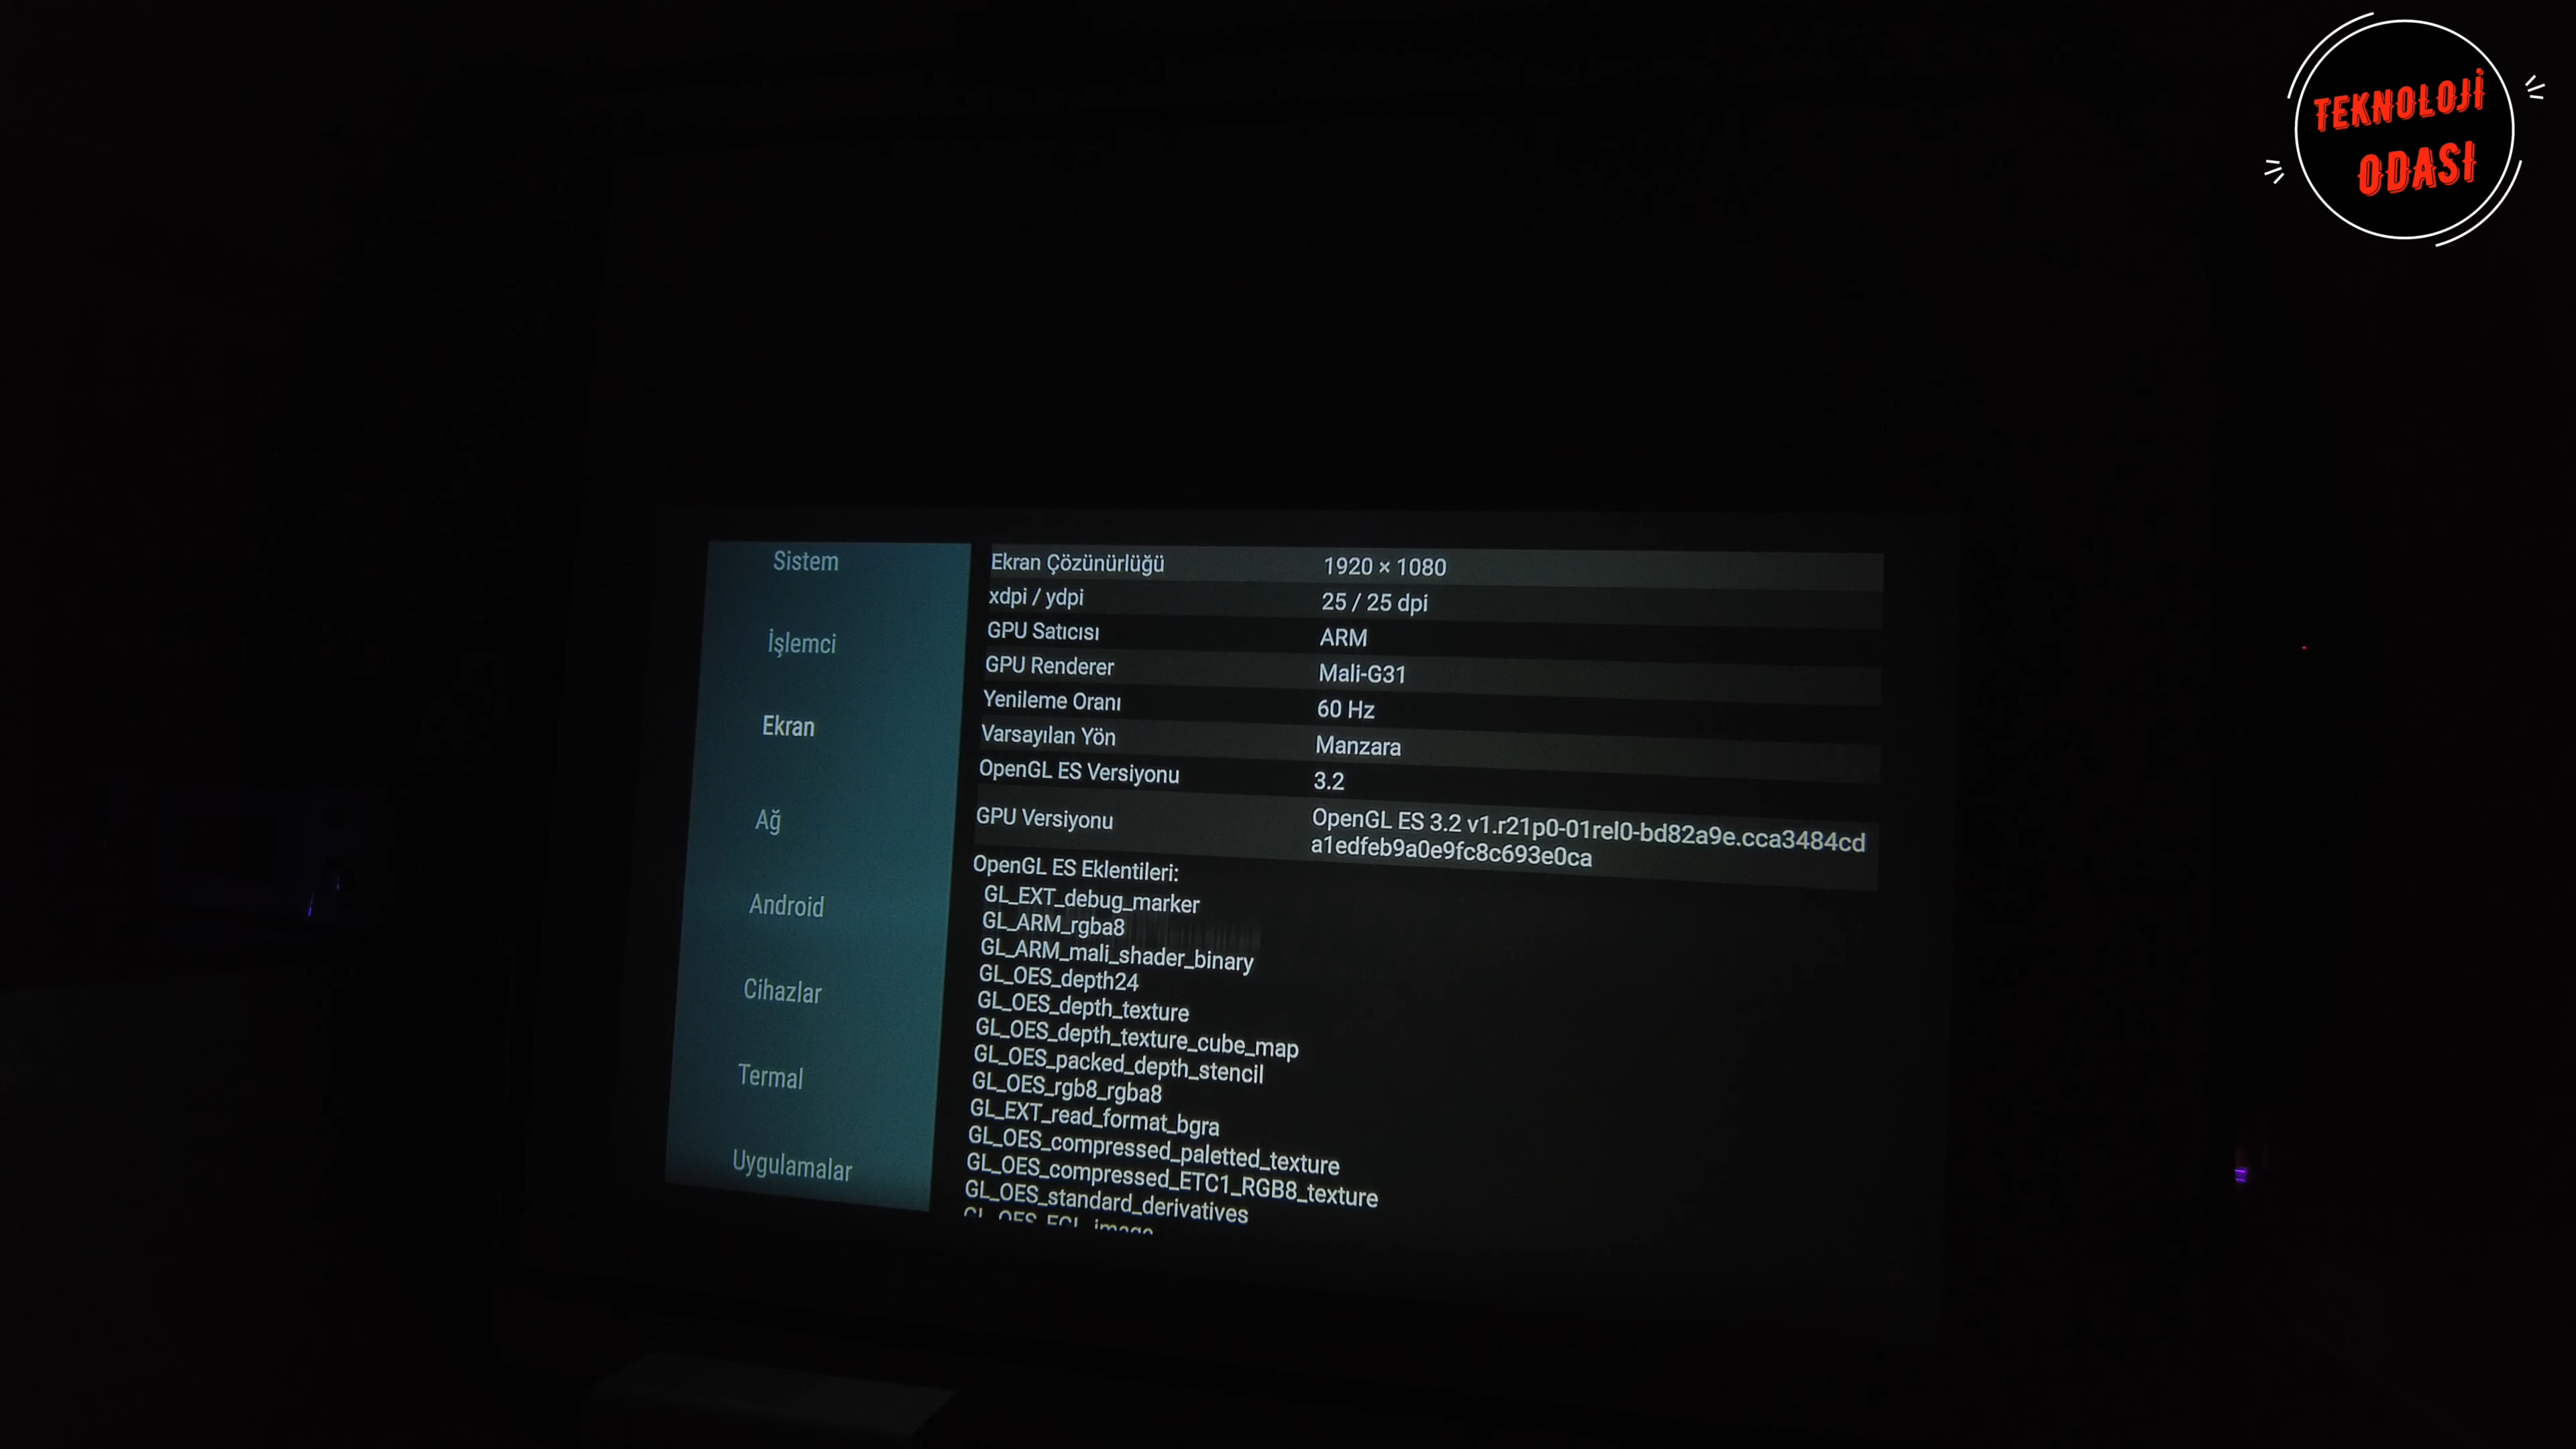 TEKNOLOJİ
ODASI
Sistem
İşlemci
Ekran
Ağ
Android
Cihazlar
Termal
Uygulamalar
Ekran Çözünürlüğü 1920 × 1080
xdpi / ydpi 25 / 25 dpi
GPU Satıcısı ARM
GPU Renderer Mali-G31
Yenileme Oranı 60 Hz
Varsayılan Yön Manzara
OpenGL ES Versiyonu 3.2
GPU Versiyonu OpenGL ES 3.2 v1.r21p0-01rel0-bd82a9e.cca3484cd
a1edfeb9a0e9fc8c693e0ca
OpenGL ES Eklentileri:
GL_EXT_debug_marker
GL_ARM_rgba8
GL_ARM_mali_shader_binary
GL_OES_depth24
GL_OES_depth_texture
GL_OES_depth_texture_cube_map
GL_OES_packed_depth_stencil
GL_OES_rgb8_rgba8
GL_EXT_read_format_bgra
GL_OES_compressed_paletted_texture
GL_OES_compressed_ETC1_RGB8_texture
GL_OES_standard_derivatives
GL_OES_EGL_image